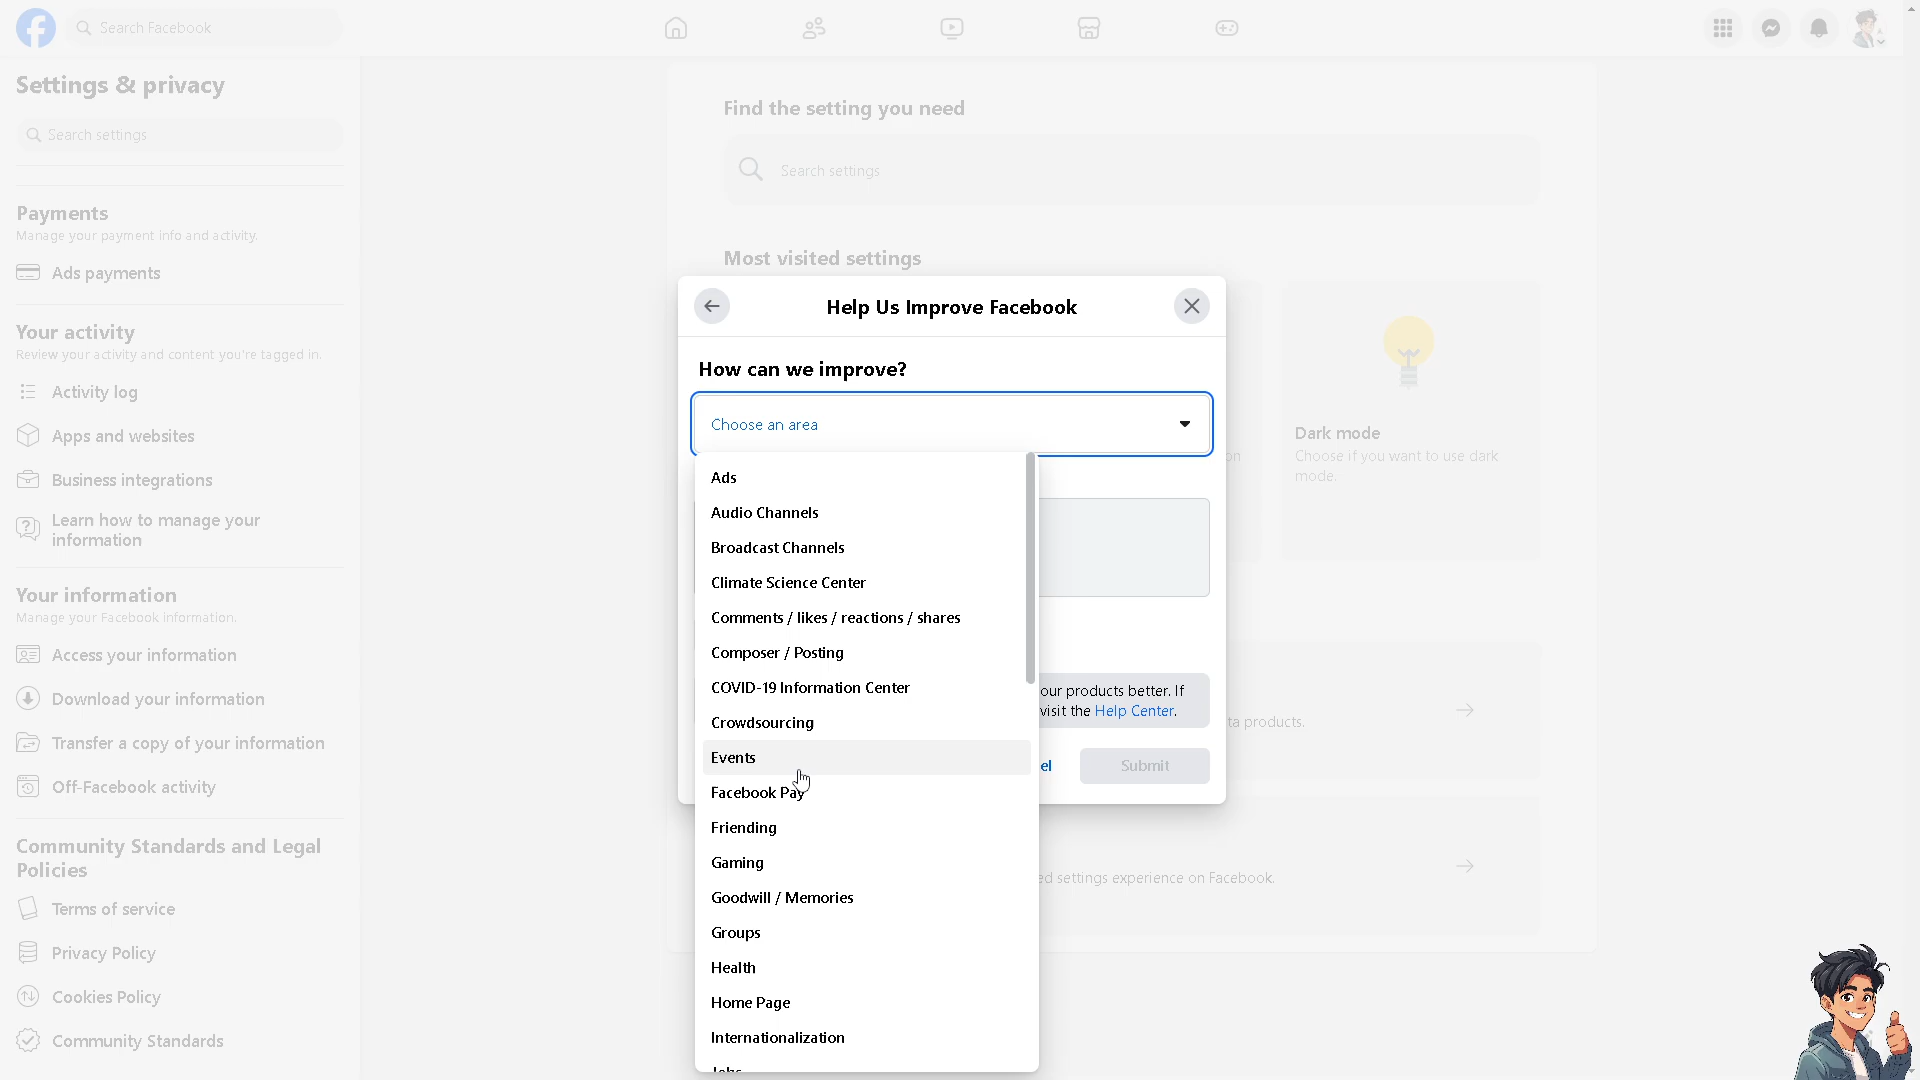 Search Facebook
Settings & privacy
Search settings
Payments
Manage your payment info and activity.
Ads payments
Your activity
Review your activity and content you're tagged in.
Activity log
Apps and websites
Business integrations
Learn how to manage your
information
Your information
Manage your Facebook information.
Access your information
Download your information
Transfer a copy of your information
Off-Facebook activity
Community Standards and Legal
Policies
Terms of service
Privacy Policy
Cookies Policy
Community Standards
Find the setting you need
Search settings
Most visited settings
Help Us Improve Facebook
How can we improve?
Choose an area
Ads
Audio Channels
Broadcast Channels
Climate Science Center
Comments / likes / reactions / shares
Composer / Posting
COVID-19 Information Center
Crowdsourcing
Events
Facebook Pay
Friending
Gaming
Goodwill / Memories
Groups
Health
Home Page
Internationalization
our products better. If
visit the Help Center.
Submit
Dark mode
Choose if you want to use dark
mode.
products.
settings experience on Facebook.